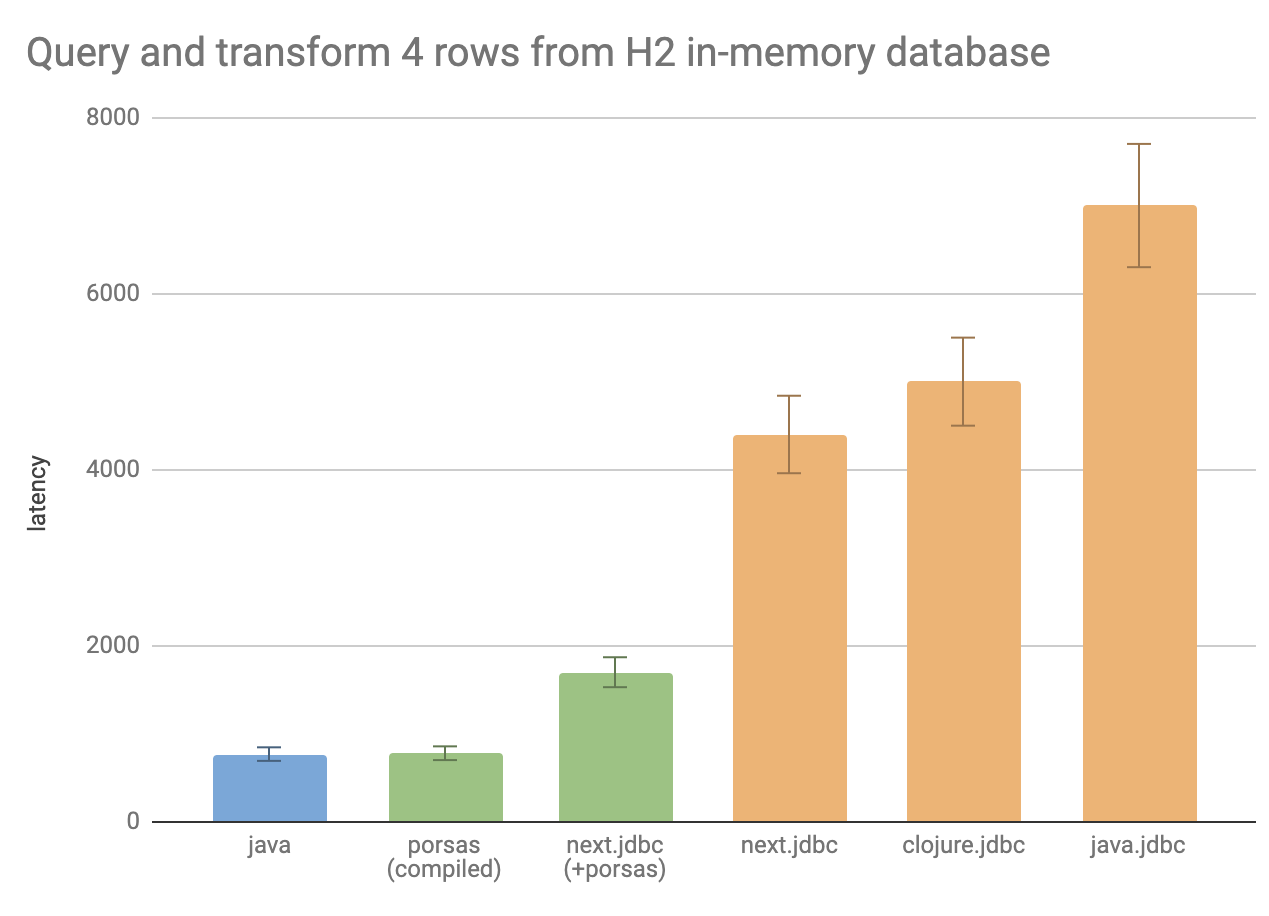 Query and transform 4 rows from H2 in-memory database
8000
6000
4000
2000
0
latency
java
porsas
(compiled)
next.jdbc
(+porsas)
next.jdbc
clojure.jdbc
java.jdbc